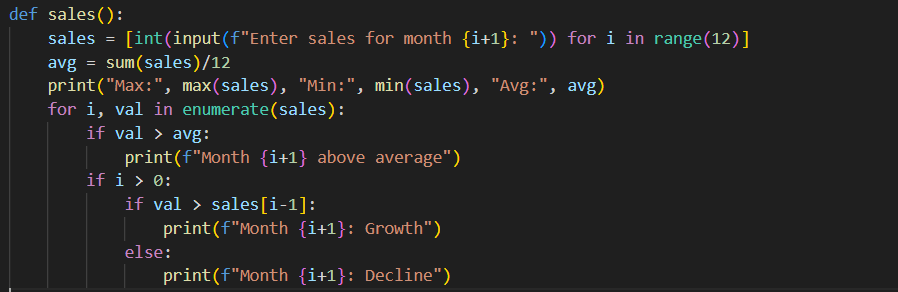 def sales():
    sales = [int(input(f"Enter sales for month {i+1}: ")) for i in range(12)]
    avg = sum(sales)/12
    print("Max:", max(sales), "Min:", min(sales), "Avg:", avg)
    for i, val in enumerate(sales):
        if val > avg:
            print(f"Month {i+1} above average")
        if i > 0:
            if val > sales[i-1]:
                print(f"Month {i+1}: Growth")
            else:
                print(f"Month {i+1}: Decline")